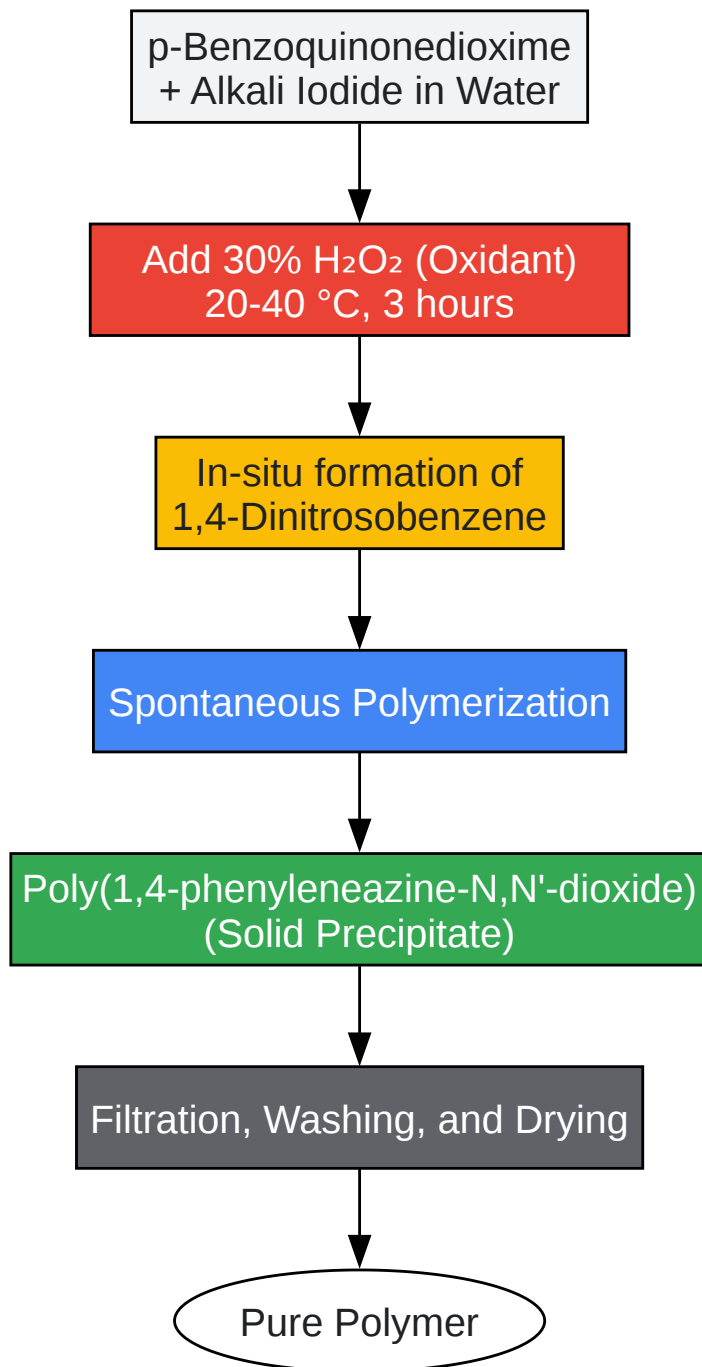 p-Benzoquinonedioxime
+ Alkali Iodide in Water
Add 30% H₂O₂ (Oxidant)
20-40 °C, 3 hours
In-situ formation of
1,4-Dinitrosobenzene
Spontaneous Polymerization
Poly(1,4-phenyleneazine-N,N'-dioxide)
(Solid Precipitate)
Filtration, Washing, and Drying
Pure Polymer